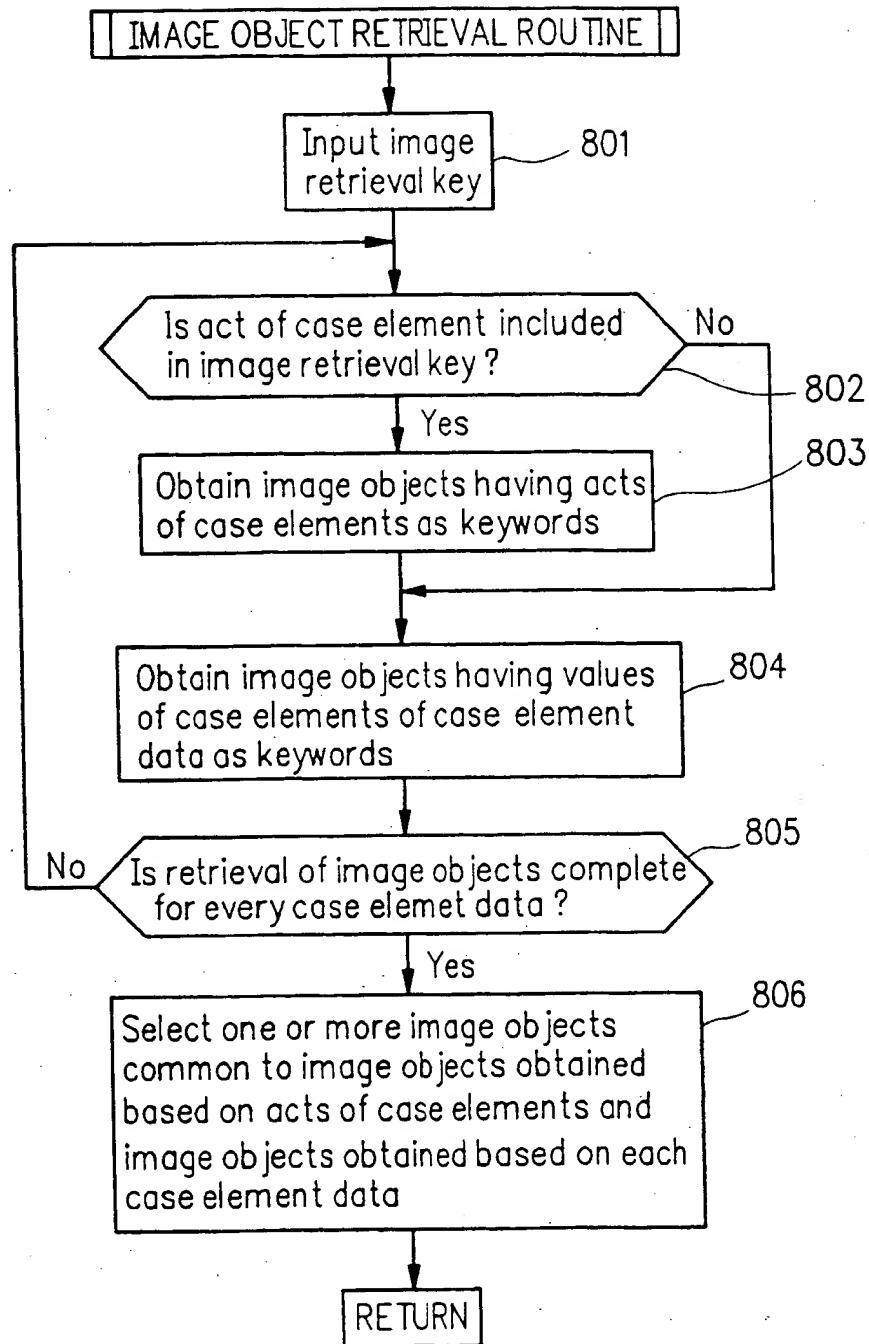 IMAGE OBJECT RETRIEVAL ROUTINE
Input image
retrieval key
801
Is act of case element included
in image retrieval key ?
No
802
Yes
803
Obtain image objects having acts
of case elements as keywords
804
Obtain image objects having values
of case elements of case element
data as keywords
805
No
Is retrieval of image objects complete
for every case elemet data ?
Yes
806
Select one or more image objects
common to image objects obtained
based on acts of case elements and
image objects obtained based on each
case element data
RETURN